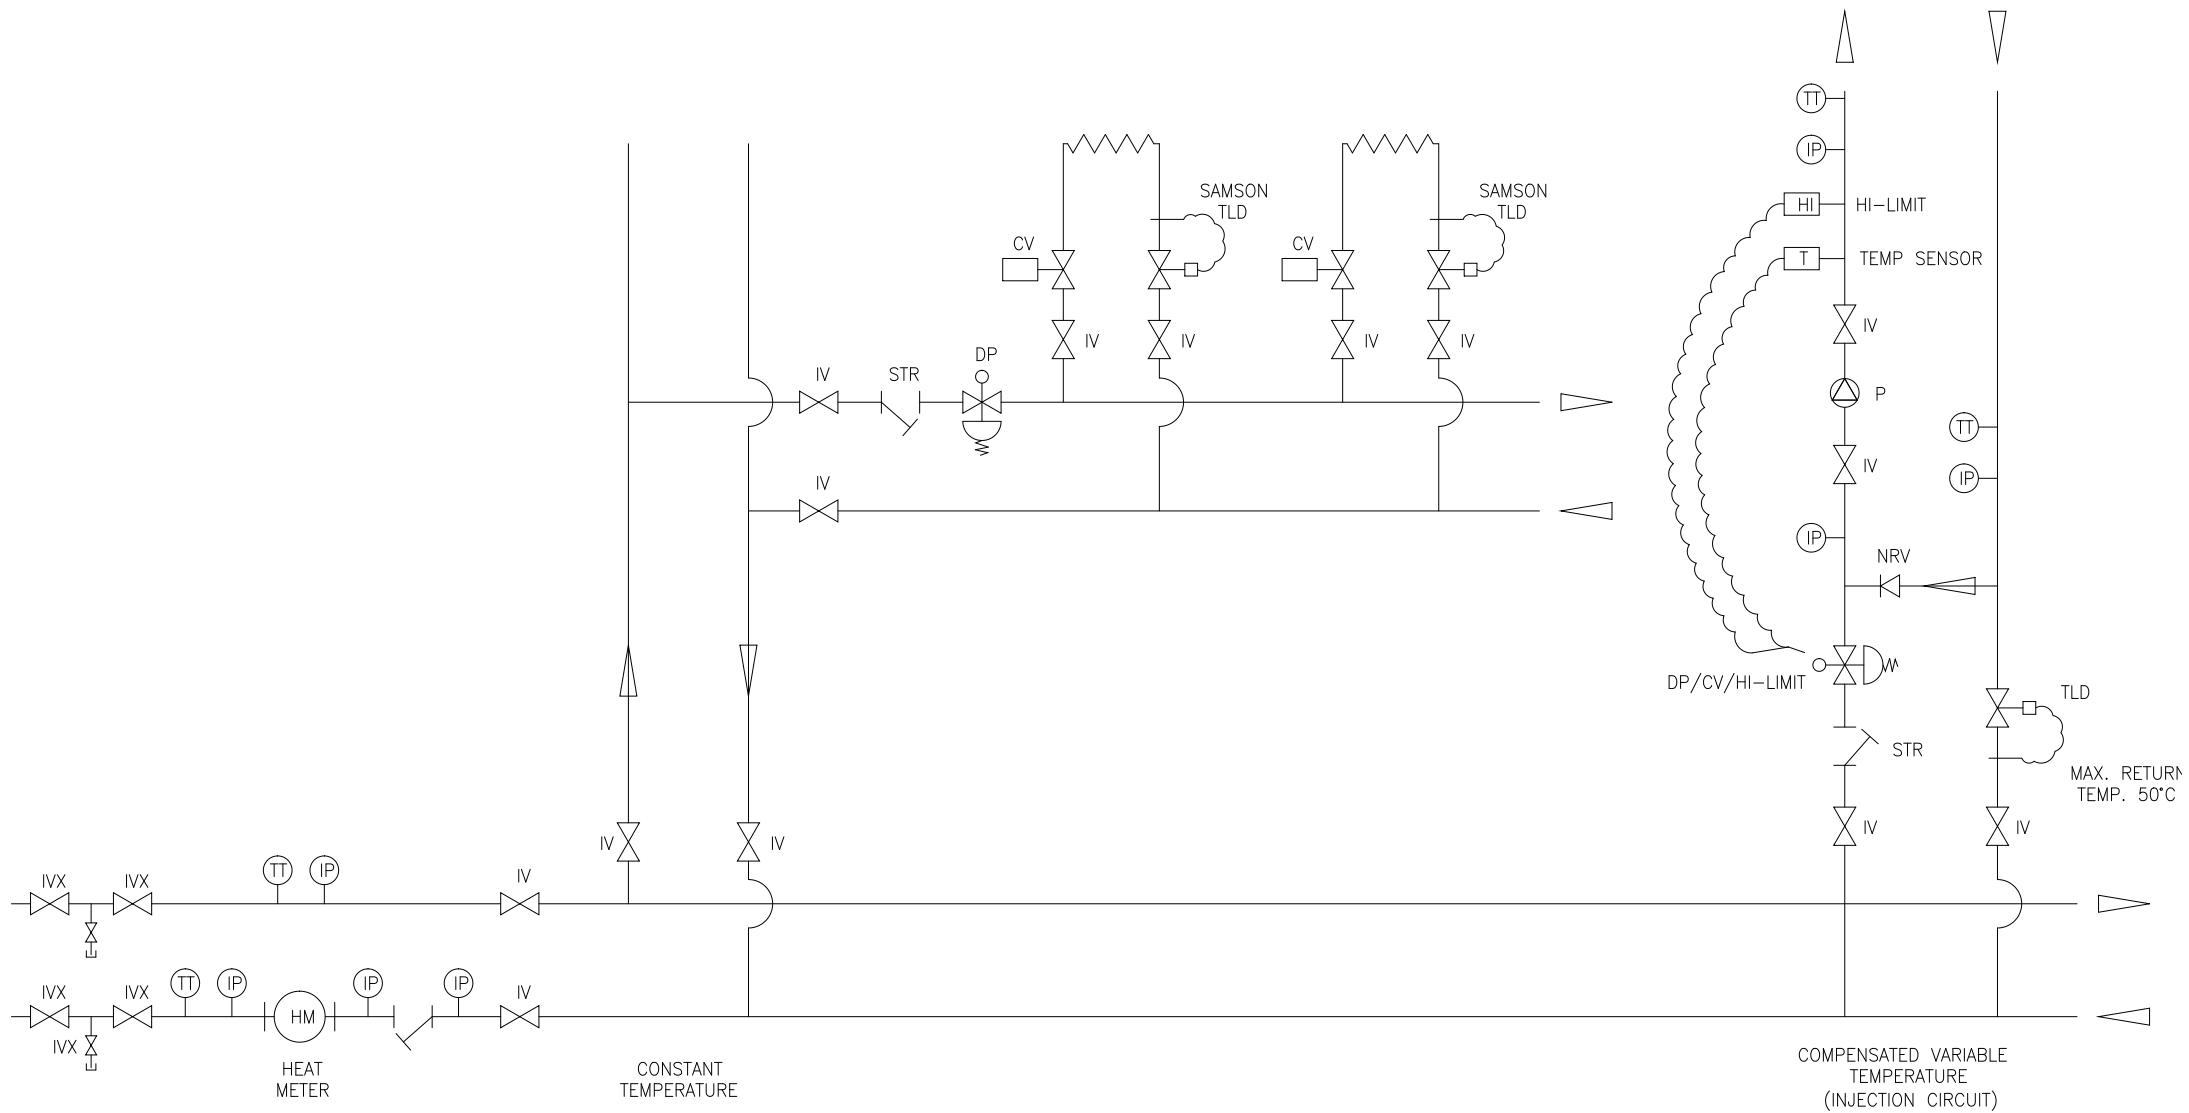 TT
IP
SAMSON
TLD
SAMSON
TLD
HI
HI-LIMIT
CV
CV
T
TEMP SENSOR
IV
IV
IV
IV
IV
DP
IV
STR
P
TT
IV
IP
IV
IP
NRV
DP/CV/HI-LIMIT
TLD
STR
MAX. RETURN
TEMP. 50°C
IV
IV
IV
IV
IVX
IVX
TT
IP
IV
IVX
IVX
TT
IP
IP
IP
IV
HM
IVX
HEAT
METER
CONSTANT
TEMPERATURE
COMPENSATED VARIABLE
TEMPERATURE
(INJECTION CIRCUIT)